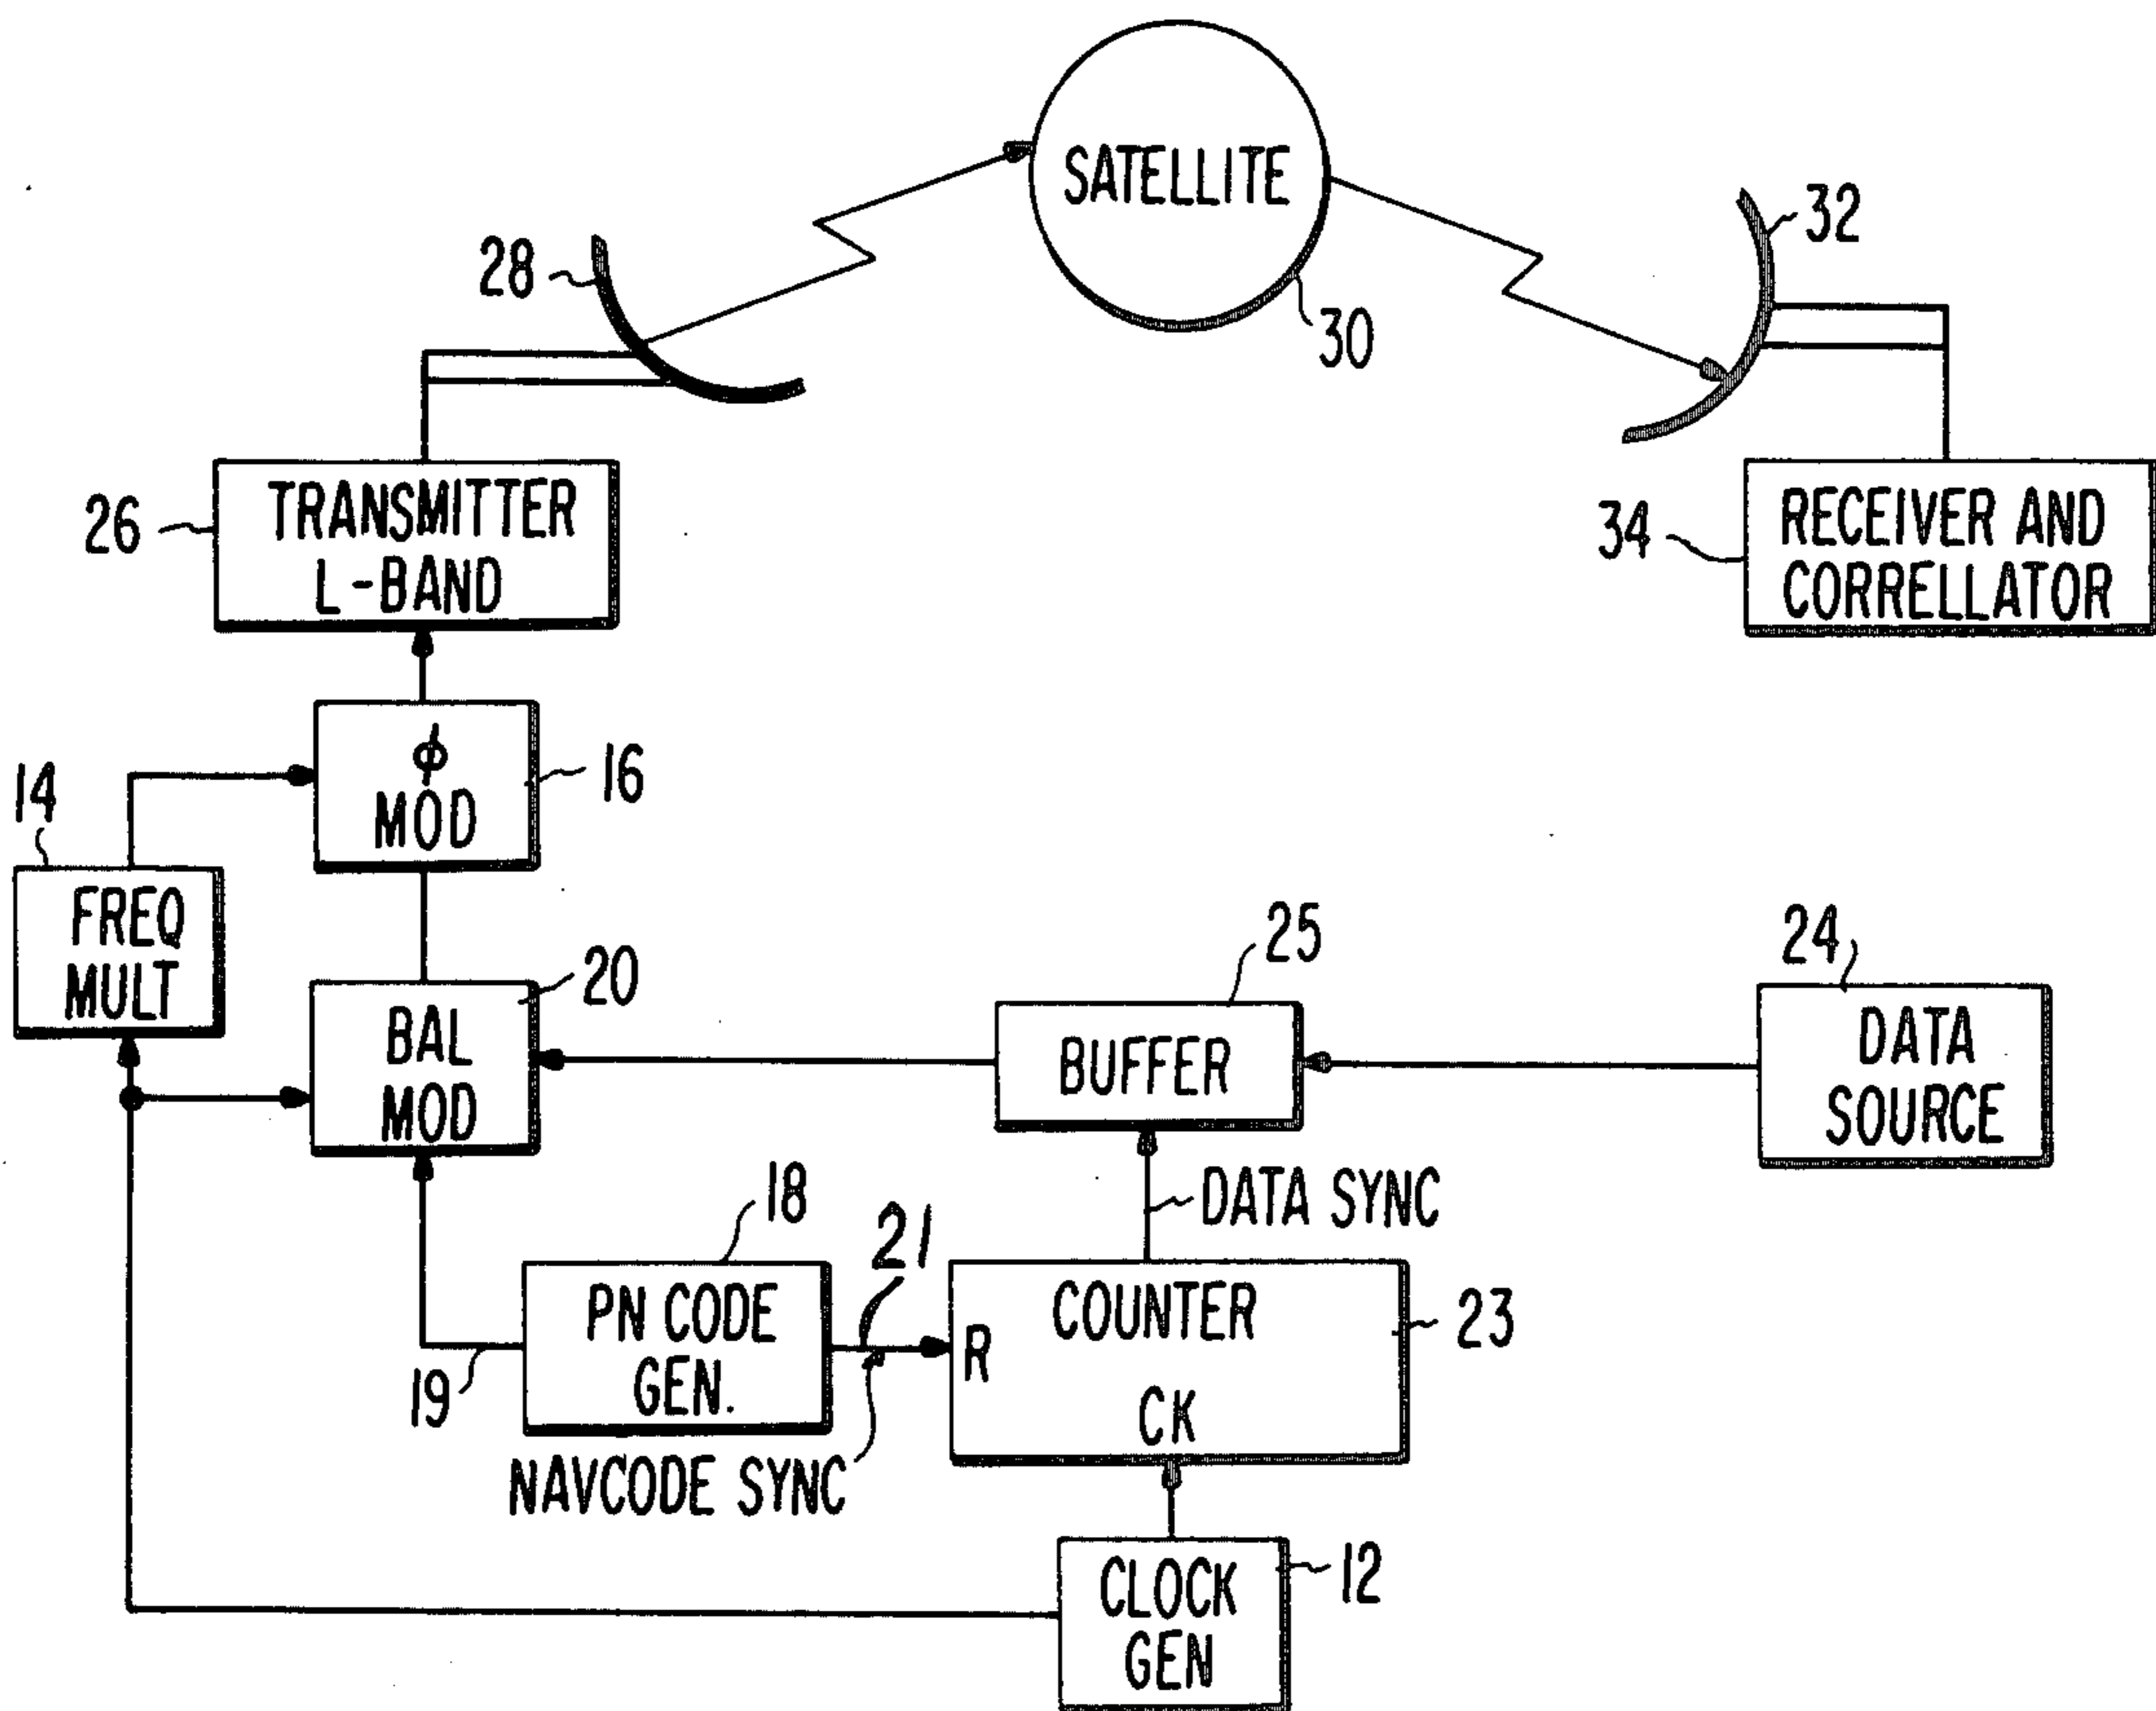 SATELLITE
30
28
32
26
TRANSMITTER
L-BAND
34
RECEIVER AND
CORRELLATOR
14
φ
MOD
16
FREQ
MULT
20
BAL
MOD
25
BUFFER
24
DATA
SOURCE
DATA SYNC
18
21
PN CODE
GEN.
19
NAVCODE SYNC
R
COUNTER
CK
23
CLOCK
GEN
12